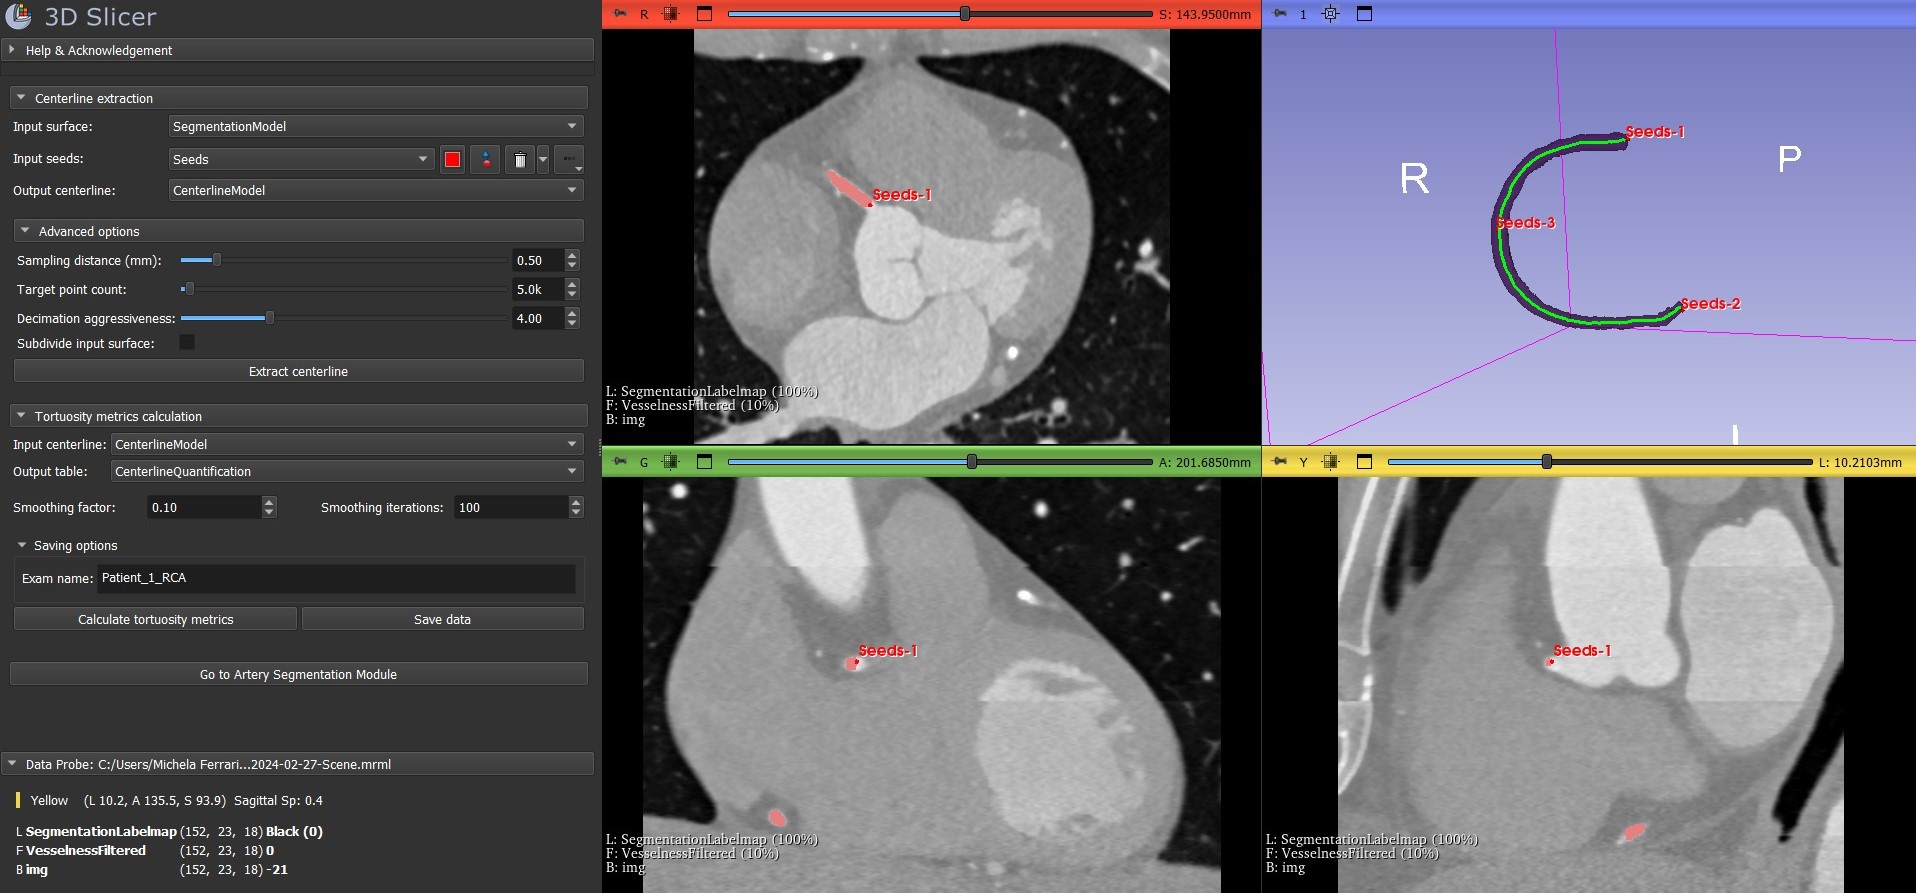 3D Slicer
Help & Acknowledgement
Centerline extraction
Input surface: SegmentationModel
Input seeds: Seeds
Output centerline: CenterlineModel
Advanced options
Sampling distance (mm): 0.50
Target point count: 5.0k
Decimation aggressiveness: 4.00
Subdivide input surface:
Extract centerline
Tortuosity metrics calculation
Input centerline: CenterlineModel
Output table: CenterlineQuantification
Smoothing factor: 0.10 Smoothing iterations: 100
Saving options
Exam name: Patient_1_RCA
Calculate tortuosity metrics Save data
Go to Artery Segmentation Module
Data Probe: C:/Users/Michela Ferrari...2024-02-27-Scene.mrml
Yellow (L 10.2, A 135.5, S 93.9) Sagittal Sp: 0.4
L SegmentationLabelmap (152, 23, 18) Black (0)
F VesselnessFiltered (152, 23, 18) 0
B img (152, 23, 18) -21
R S: 143.9500mm
Seeds-1
L: SegmentationLabelmap (100%)
F: VesselnessFiltered (10%)
B: img
1
Seeds-1
R P
Seeds-3
Seeds-2
I
G A: 201.6850mm
Seeds-1
L: SegmentationLabelmap (100%)
F: VesselnessFiltered (10%)
B: img
Y L: 10.2103mm
Seeds-1
L: SegmentationLabelmap (100%)
F: VesselnessFiltered (10%)
B: img